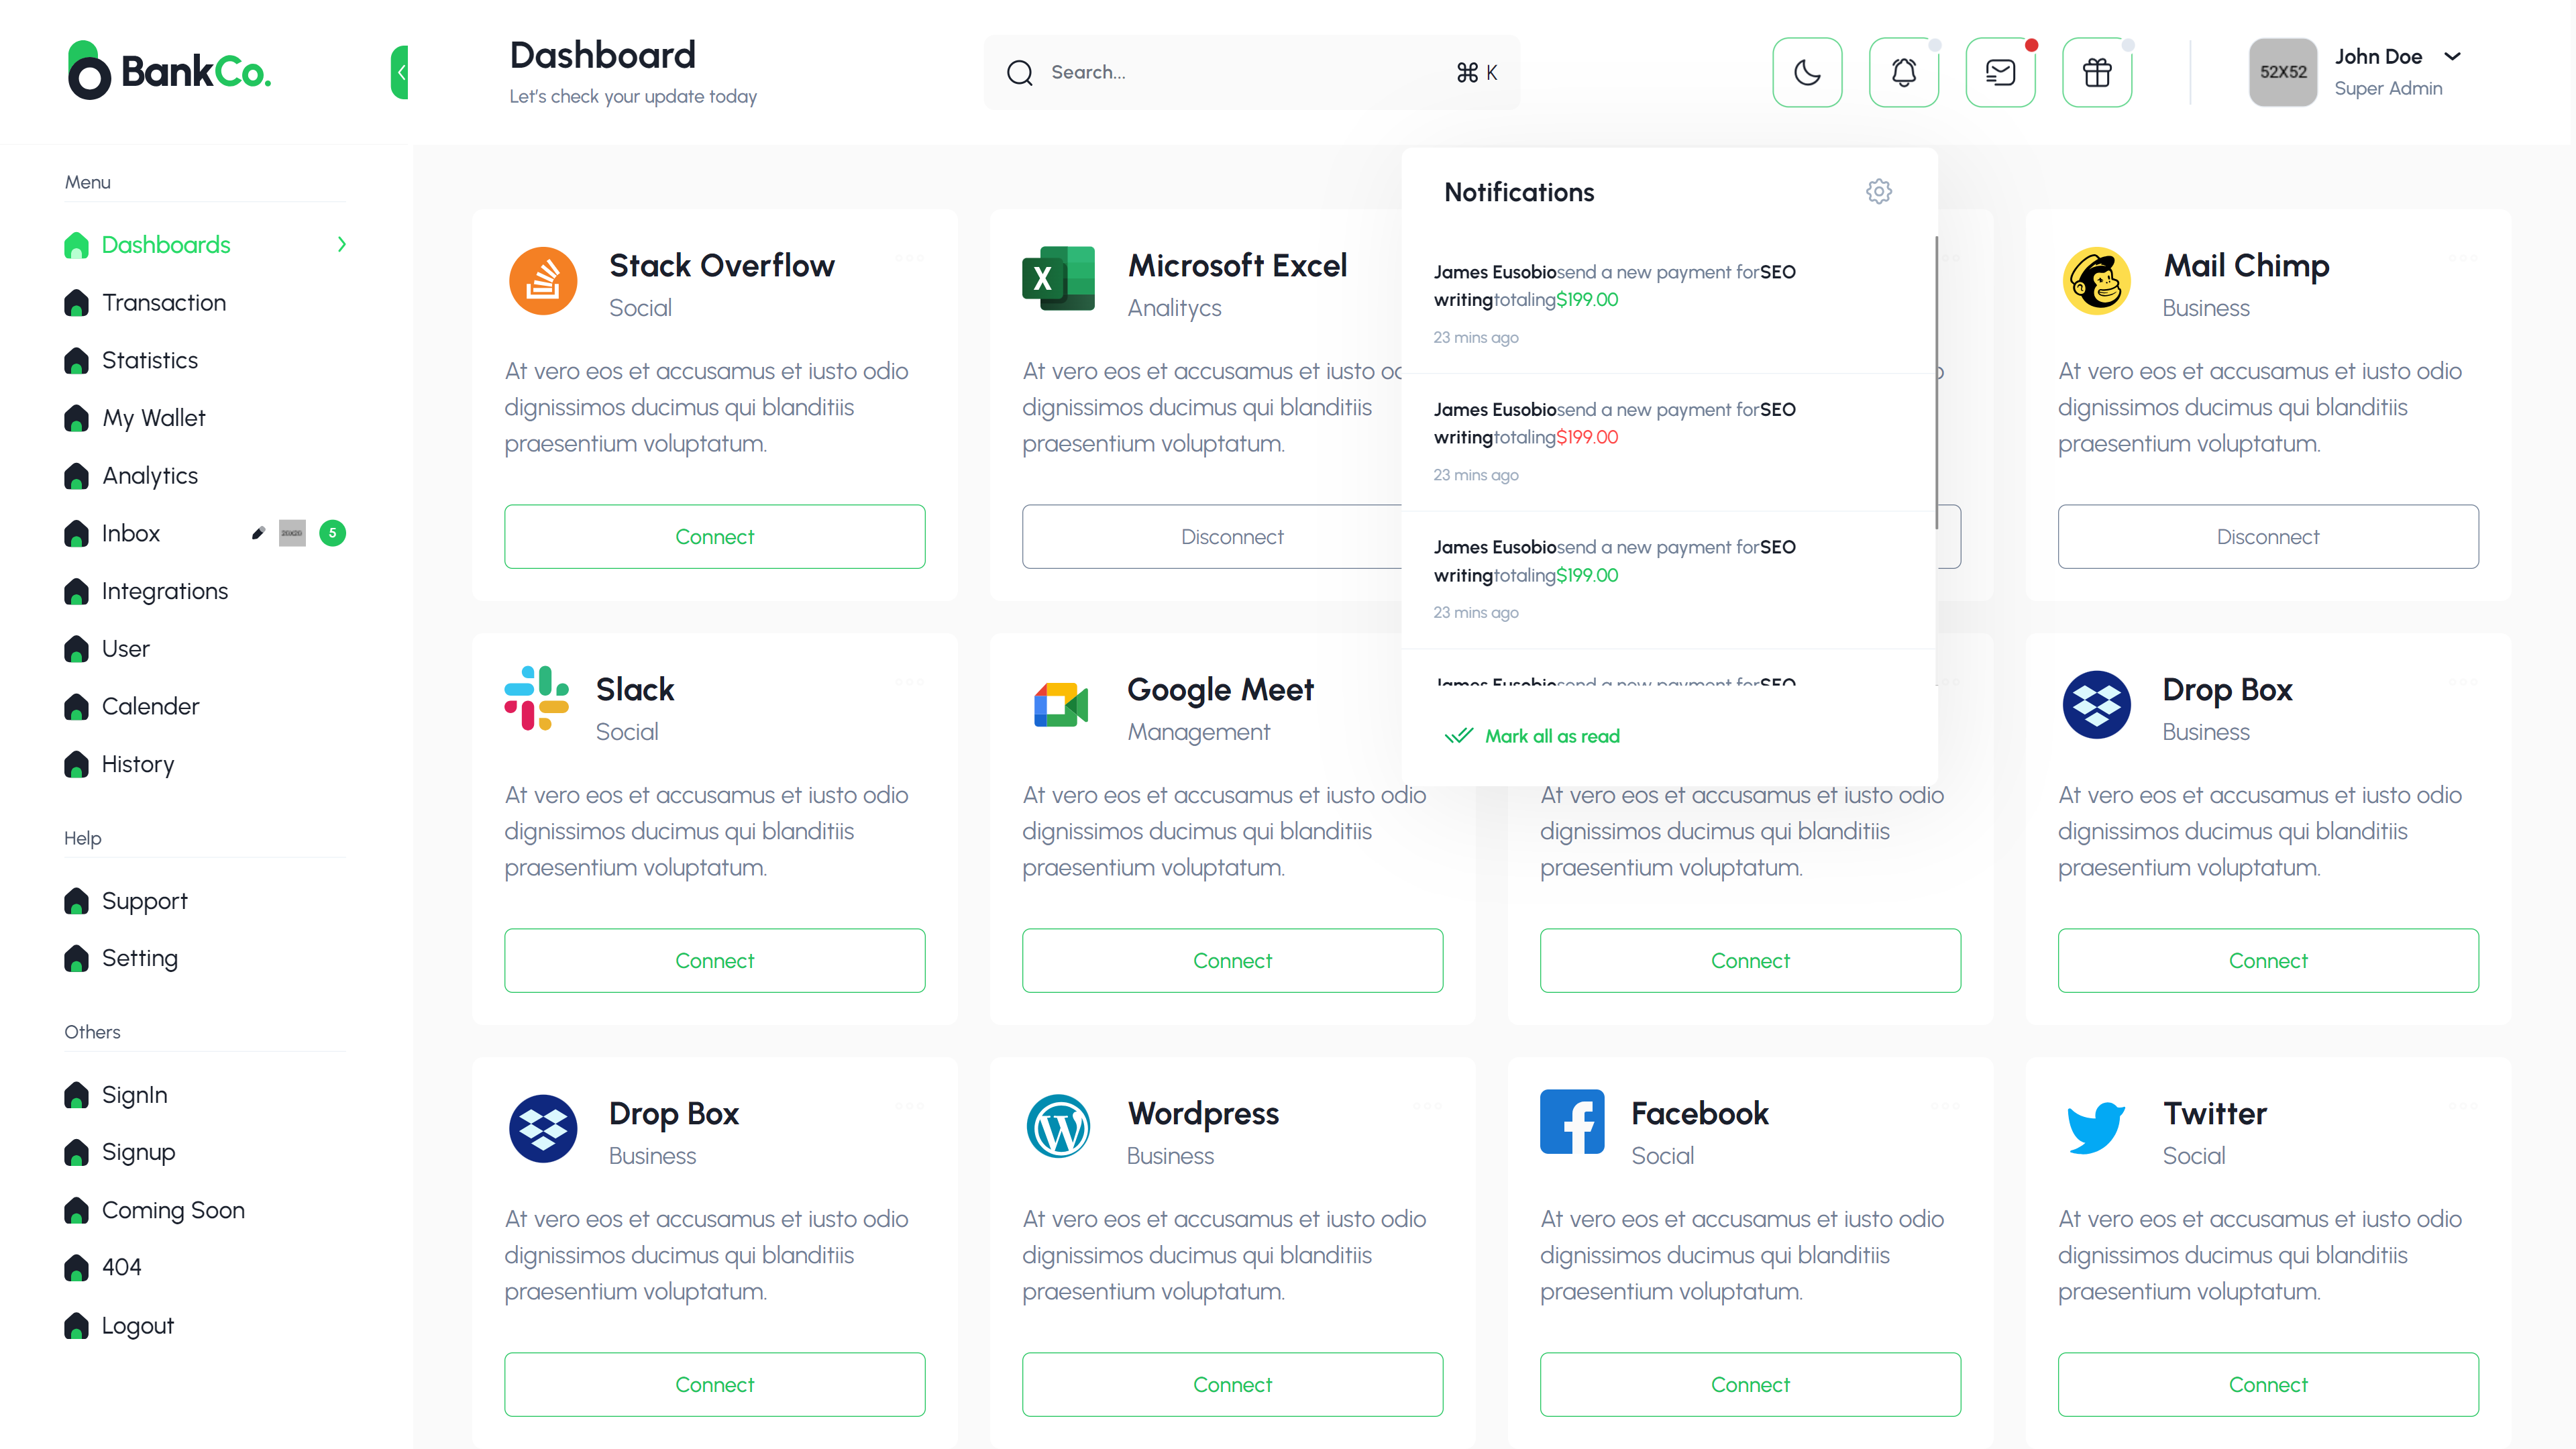 BankCo.
Dashboard
Let's check your update today
Search...
⌘ K
52X52
John Doe
Super Admin
Menu
Dashboards
Transaction
Statistics
My Wallet
Analytics
Inbox
5
Integrations
User
Calender
History
Help
Support
Setting
Others
SignIn
Signup
Coming Soon
404
Logout
Notifications
James Eusobiosend a new payment forSEO
writingtotaling$199.00
23 mins ago
James Eusobiosend a new payment forSEO
writingtotaling$199.00
23 mins ago
James Eusobiosend a new payment forSEO
writingtotaling$199.00
23 mins ago
James Eusobiosend a new payment forSEO
Mark all as read
Stack Overflow
Social
At vero eos et accusamus et iusto odio
dignissimos ducimus qui blanditiis
praesentium voluptatum.
Connect
Microsoft Excel
Analitycs
At vero eos et accusamus et iusto
dignissimos ducimus qui blanditiis
praesentium voluptatum.
Disconnect
Mail Chimp
Business
At vero eos et accusamus et iusto odio
dignissimos ducimus qui blanditiis
praesentium voluptatum.
Disconnect
Slack
Social
At vero eos et accusamus et iusto odio
dignissimos ducimus qui blanditiis
praesentium voluptatum.
Connect
Google Meet
Management
At vero eos et accusamus et iusto odio
dignissimos ducimus qui blanditiis
praesentium voluptatum.
Connect
At vero eos et accusamus et iusto odio
dignissimos ducimus qui blanditiis
praesentium voluptatum.
Connect
Drop Box
Business
At vero eos et accusamus et iusto odio
dignissimos ducimus qui blanditiis
praesentium voluptatum.
Connect
Drop Box
Business
At vero eos et accusamus et iusto odio
dignissimos ducimus qui blanditiis
praesentium voluptatum.
Connect
Wordpress
Business
At vero eos et accusamus et iusto odio
dignissimos ducimus qui blanditiis
praesentium voluptatum.
Connect
Facebook
Social
At vero eos et accusamus et iusto odio
dignissimos ducimus qui blanditiis
praesentium voluptatum.
Connect
Twitter
Social
At vero eos et accusamus et iusto odio
dignissimos ducimus qui blanditiis
praesentium voluptatum.
Connect